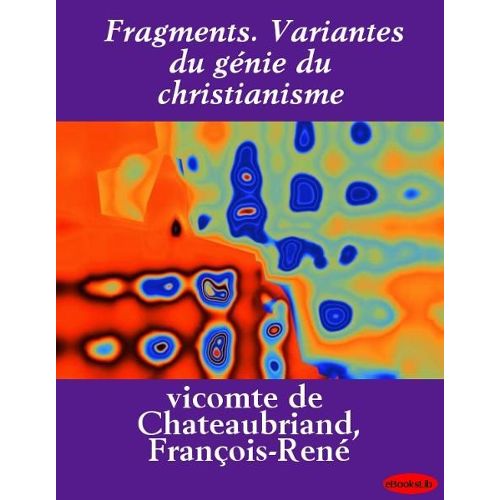 Fragments. Variantes
du génie du
christianisme
vicomte de
Chateaubriand,
François-René
eBooksLib